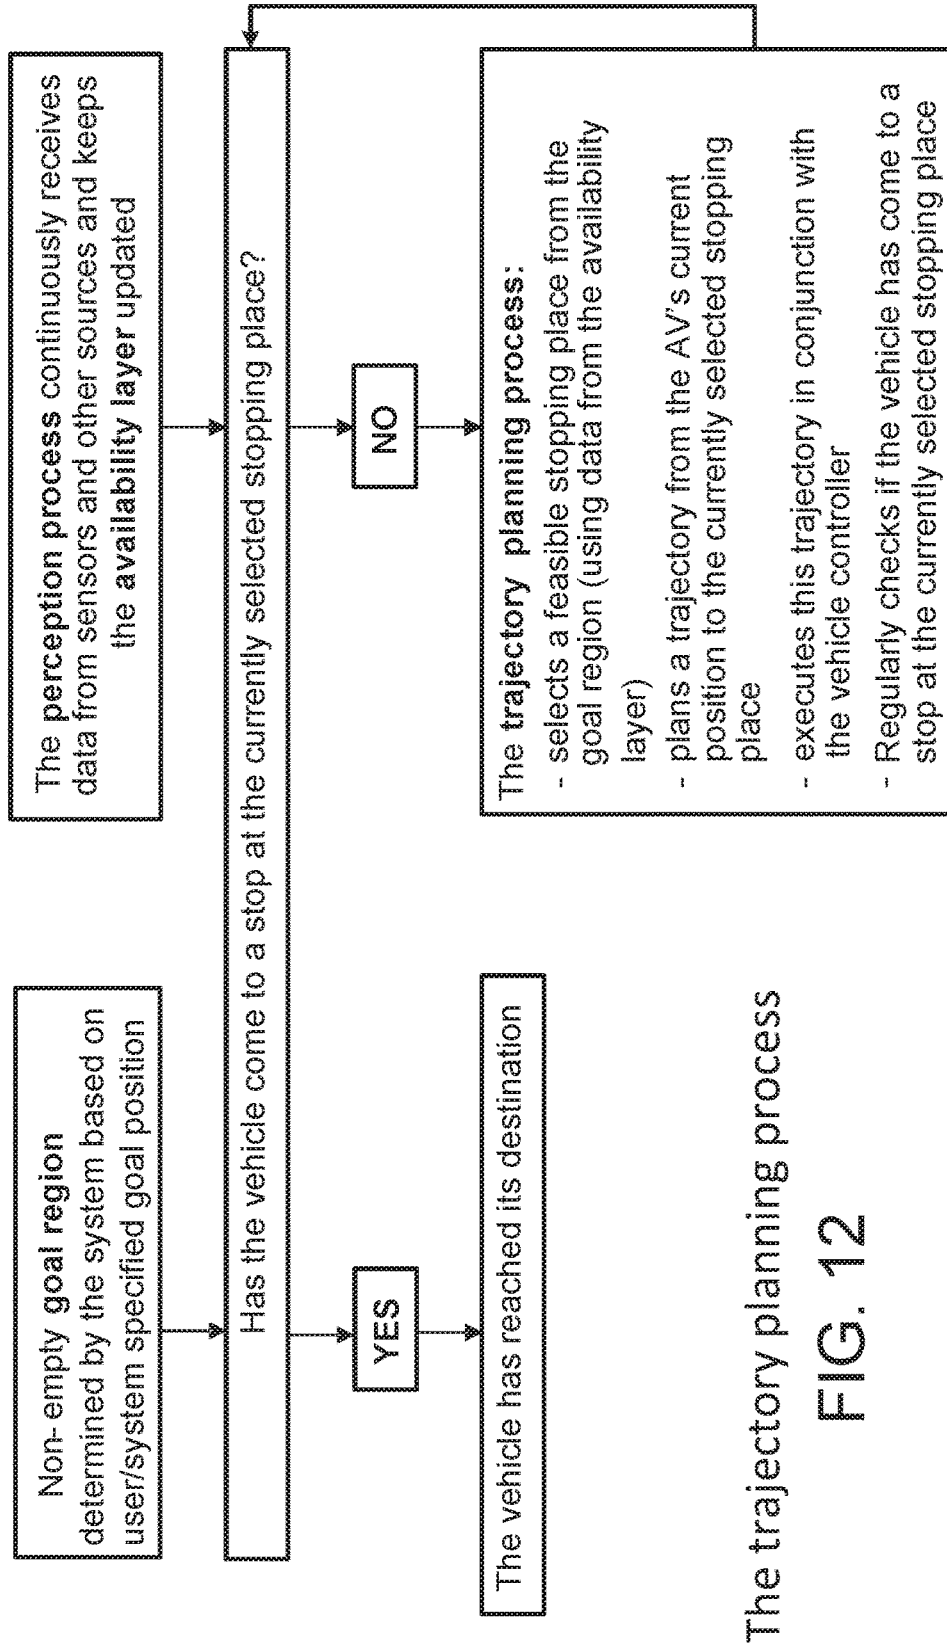 Non-empty goal region
determined by the system based on
user/system specified goal position
The perception process continuously receives
data from sensors and other sources and keeps
the availability layer updated
Has the vehicle come to a stop at the currently selected stopping place?
YES
NO
The vehicle has reached its destination
The trajectory planning process:
- selects a feasible stopping place from the
goal region (using data from the availability
layer)
- plans a trajectory from the AV's current
position to the currently selected stopping
place
- executes this trajectory in conjunction with
the vehicle controller
- Regularly checks if the vehicle has come to a
stop at the currently selected stopping place
The trajectory planning process
FIG. 12